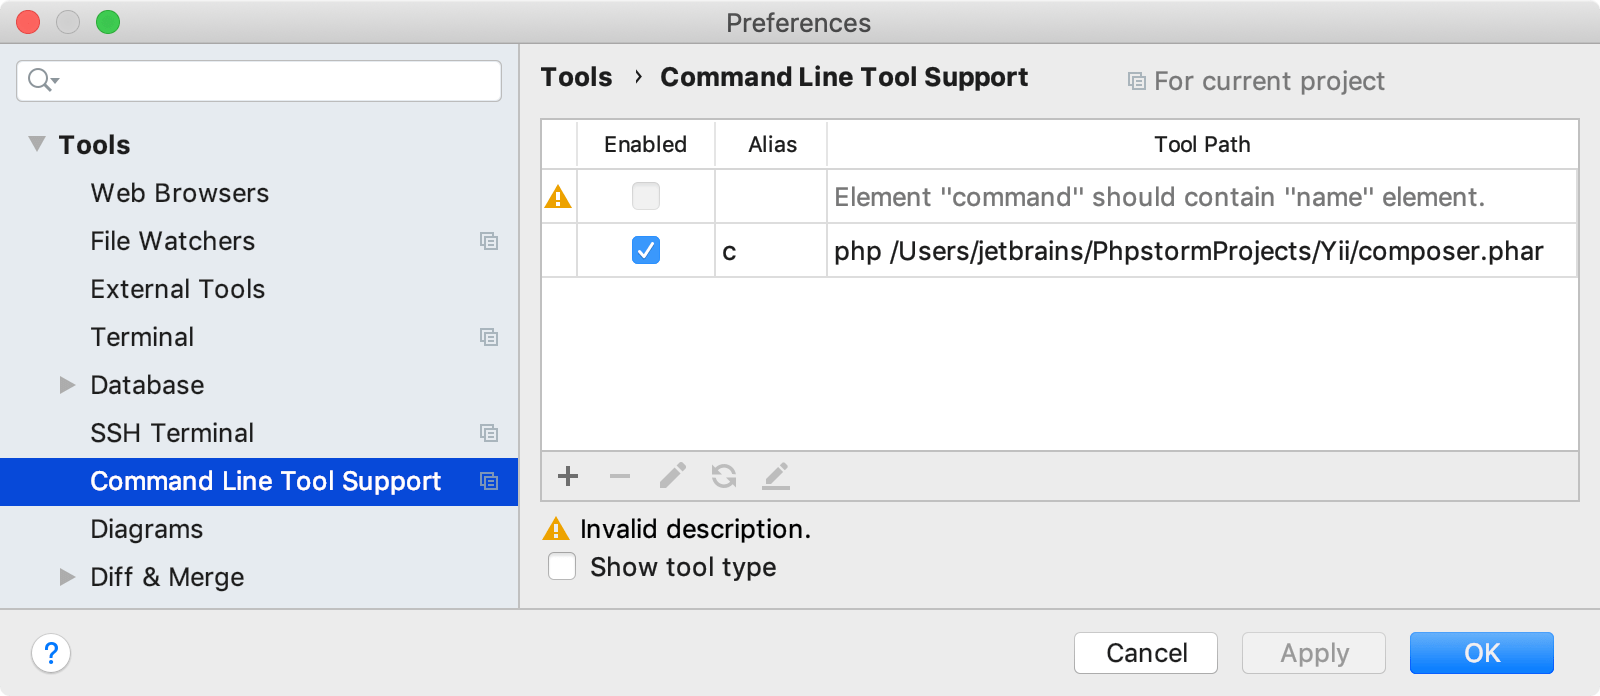 Preferences
Tools › Command Line Tool Support
For current project
Tools
Web Browsers
File Watchers
External Tools
Terminal
Database
SSH Terminal
Command Line Tool Support
Diagrams
Diff & Merge
Enabled Alias Tool Path
Element "command" should contain "name" element.
c php /Users/jetbrains/PhpstormProjects/Yii/composer.phar
Invalid description.
Show tool type
? Cancel Apply OK